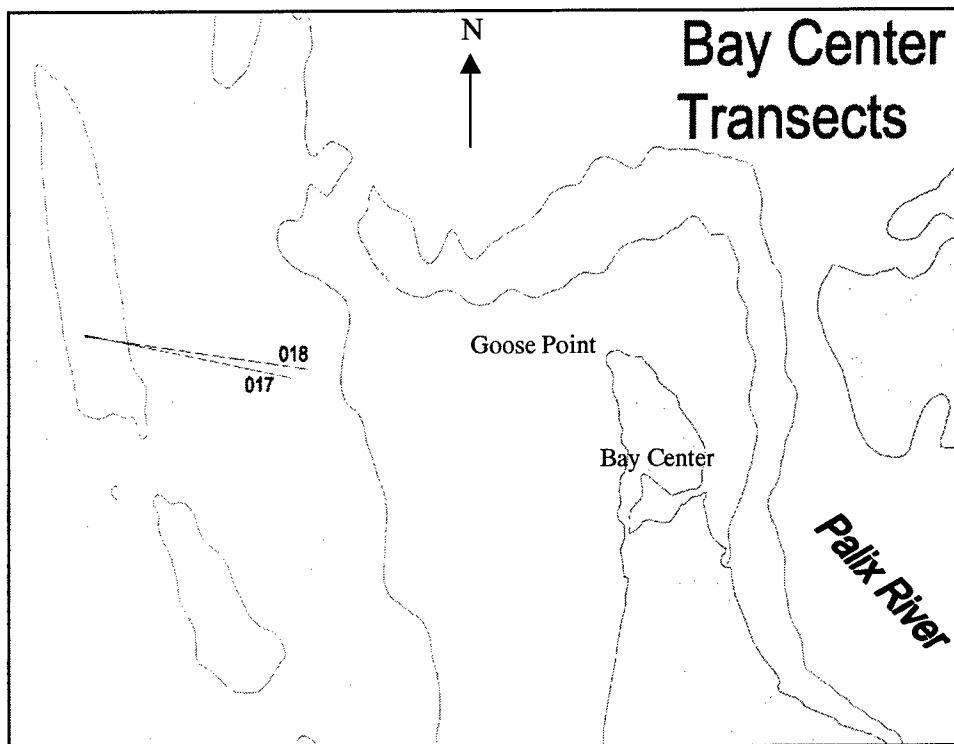 Bay Center
Transects
N
018
017
Goose Point
Bay Center
Palix River